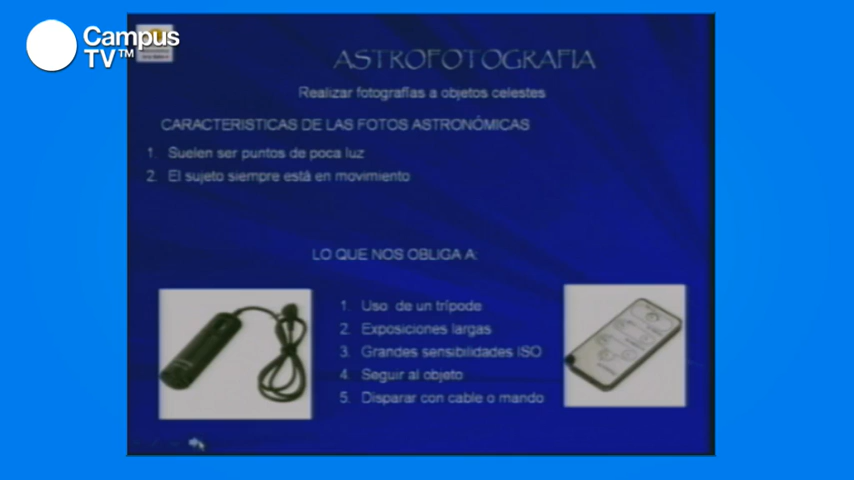 Campus
TV™
ASTROFOTOGRAFIA
Realizar fotografías a objetos celestes
CARACTERISTICAS DE LAS FOTOS ASTRONÓMICAS
1. Suelen ser puntos de poca luz
2. El sujeto siempre está en movimiento
LO QUE NOS OBLIGA A:
1. Uso de un trípode
2. Exposiciones largas
3. Grandes sensibilidades ISO
4. Seguir al objeto
5. Disparar con cable o mando